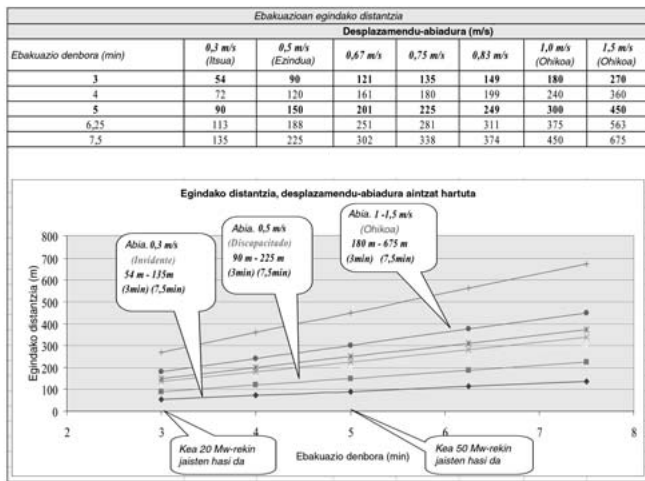 Ebakuazioan egindako distantzia
Desplazamendu-abiadura (m/s)
Ebakuazio denbora (min) 0,3 m/s (Itsua) 0,5 m/s (Ezindua) 0,67 m/s 0,75 m/s 0,83 m/s 1,0 m/s (Ohikoa) 1,5 m/s (Ohikoa)
3 54 90 121 135 149 180 270
4 72 120 161 180 199 240 360
5 90 150 201 225 249 300 450
6,25 113 188 251 281 311 375 563
7,5 135 225 302 338 374 450 675
Egindako distantzia, desplazamendu-abiadura aintzat hartuta
Abia. 0,3 m/s
(Invidente)
54 m - 135m
(3min) (7,5min)
Abia. 0,5 m/s
(Discapacitado)
90 m - 225 m
(3min) (7,5min)
Abia. 1 -1,5 m/s
(Ohikoa)
180 m - 675 m
(3min) (7,5min)
Egindako distantzia (m)
800
700
600
500
400
300
200
100
0
2 3 4 5 6 7 8
Kea 20 Mw-rekin
jaisten hasi da
Ebakuazio denbora (min)
Kea 50 Mw-rekin
jaisten hasi da